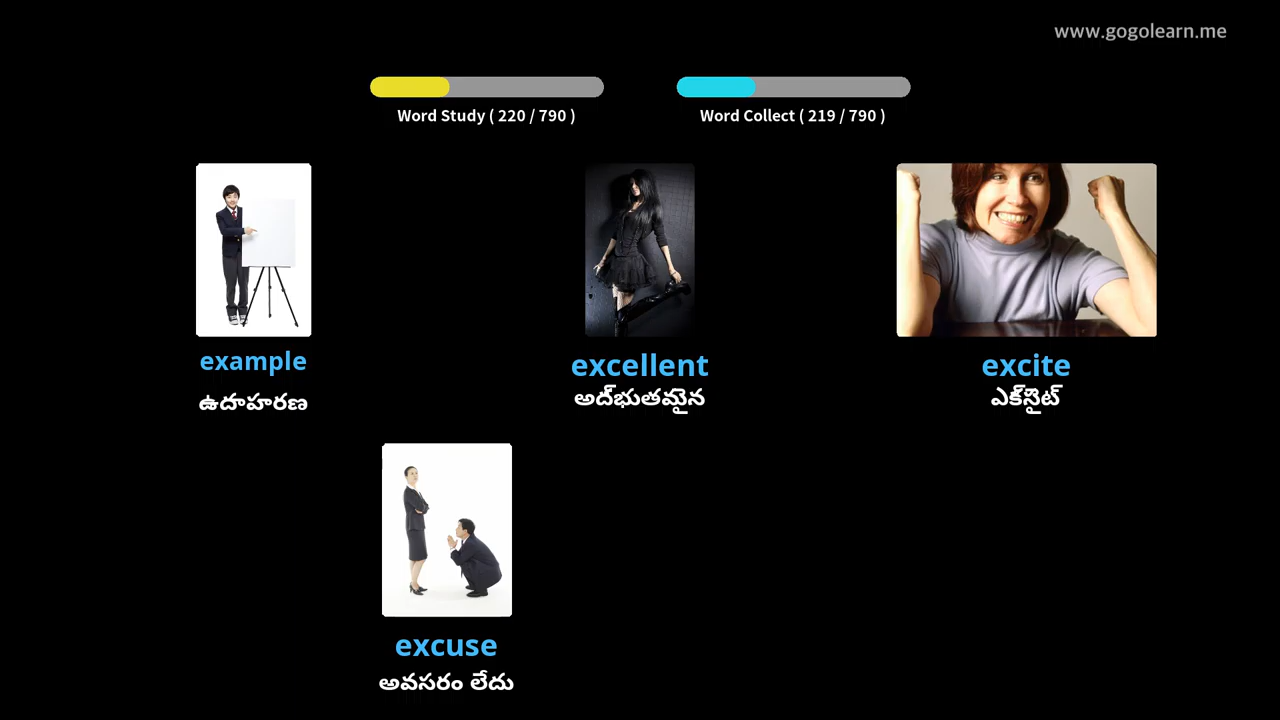 www.gogolearn.me
Word Study ( 220 / 790 )
Word Collect ( 219 / 790 )
example
ఉదాహరణ
excellent
అద్భుతమైన
excite
ఎక్సైట్
excuse
అవసరం లేదు